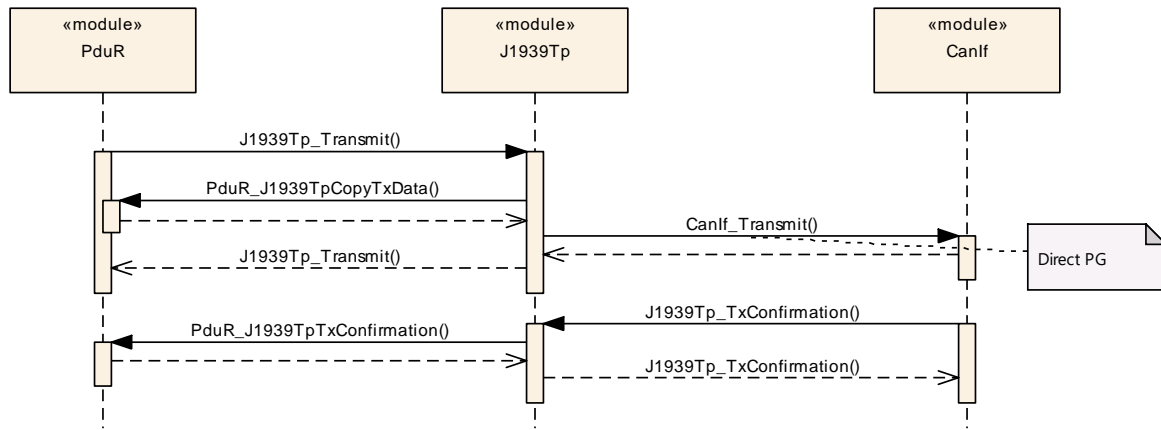 «module»
PduR
«module»
J1939Tp
«module»
CanIf
J1939Tp_Transmit()
PduR_J1939TpCopyTxData()
CanIf_Transmit()
J1939Tp_Transmit()
Direct PG
J1939Tp_TxConfirmation()
PduR_J1939TpTxConfirmation()
J1939Tp_TxConfirmation()